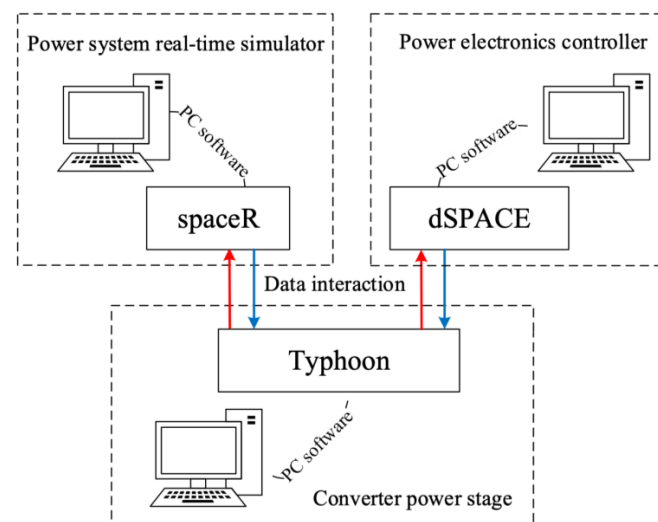 Power system real-time simulator
Power electronics controller
PC software
PC software
spaceR
dSPACE
Data interaction
Typhoon
PC software
Converter power stage